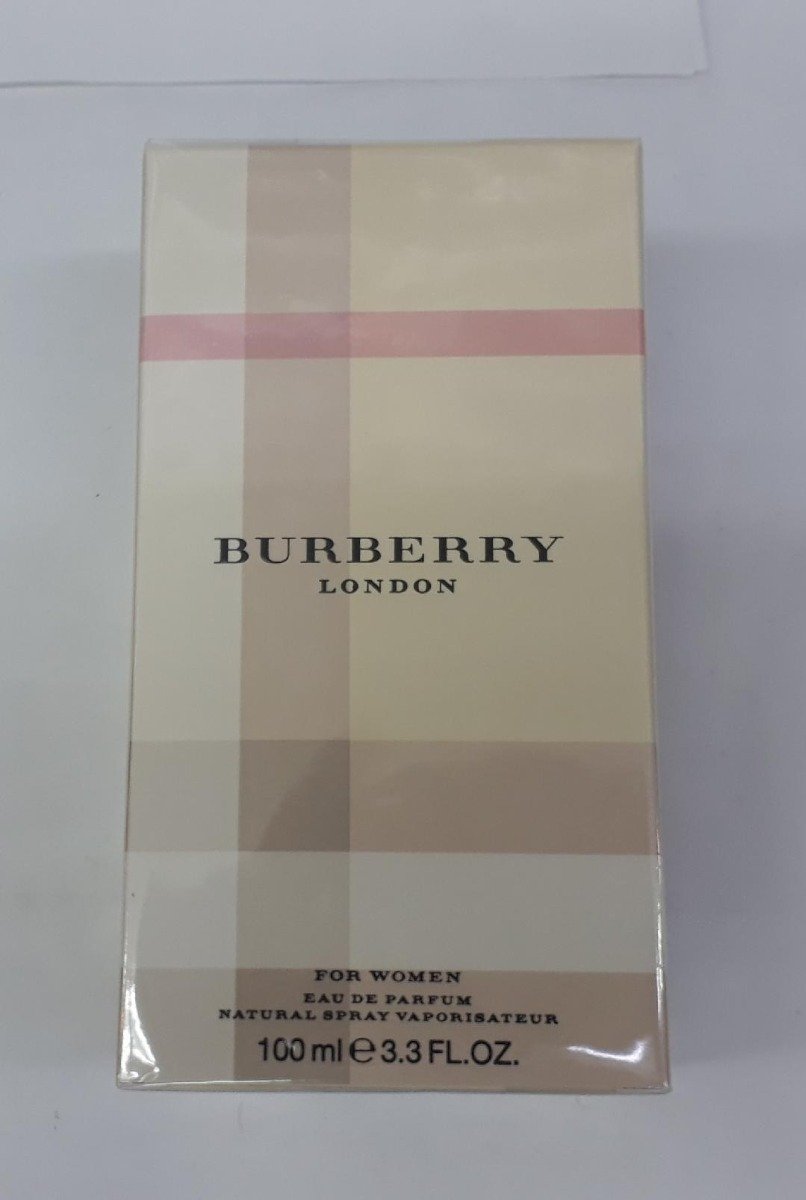 BURBERRY
LONDON
FOR WOMEN
EAU DE PARFUM
NATURAL SPRAY VAPORISATEUR
100 ml ℮ 3.3 FL.OZ.